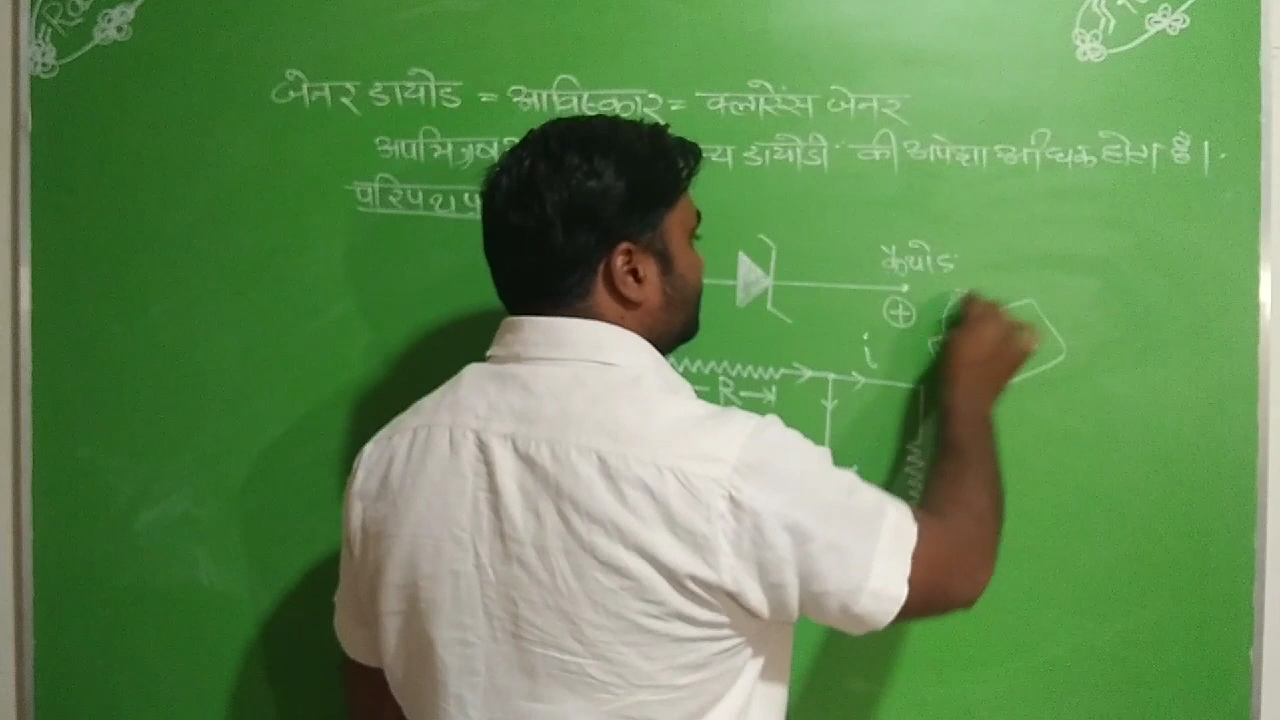 जेनर डायोड = आविष्कार = क्लोरेंस जेनर
अपमिश्रण य डायोडो की अपेक्षा अधिक होता है।
परिपथ
कैथोड
+
i
R